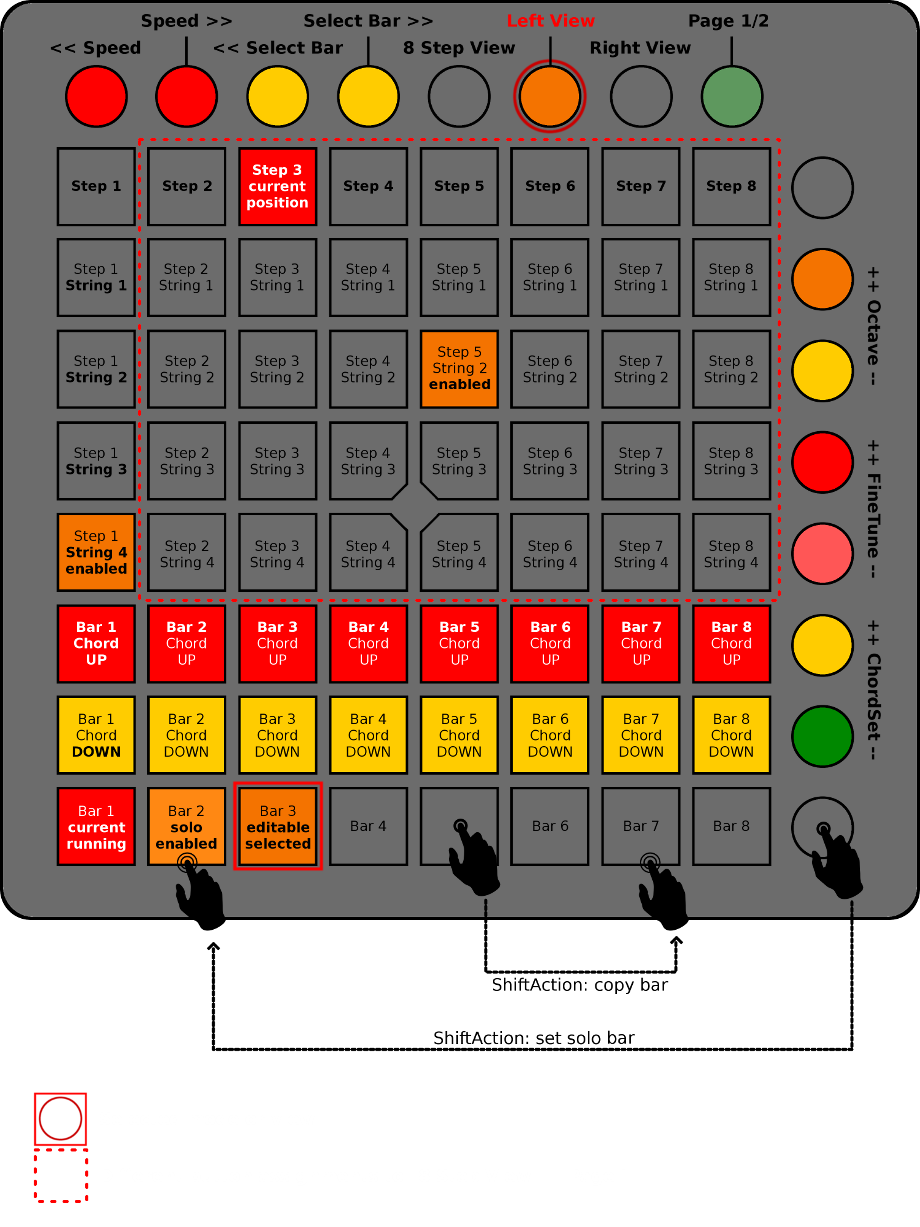 Speed >>
Select Bar >>
Left View
Page 1/2
<< Speed
<< Select Bar
8 Step View
Right View
Step 1
Step 2
Step 3
current
position
Step 4
Step 5
Step 6
Step 7
Step 8
Step 1
String 1
Step 2
String 1
Step 3
String 1
Step 4
String 1
Step 5
String 1
Step 6
String 1
Step 7
String 1
Step 8
String 1
++ Octave --
Step 1
String 2
Step 2
String 2
Step 3
String 2
Step 4
String 2
Step 5
String 2
enabled
Step 6
String 2
Step 7
String 2
Step 8
String 2
Step 1
String 3
Step 2
String 3
Step 3
String 3
Step 4
String 3
Step 5
String 3
Step 6
String 3
Step 7
String 3
Step 8
String 3
++ FineTune --
Step 1
String 4
enabled
Step 2
String 4
Step 3
String 4
Step 4
String 4
Step 5
String 4
Step 6
String 4
Step 7
String 4
Step 8
String 4
Bar 1
Chord
UP
Bar 2
Chord
UP
Bar 3
Chord
UP
Bar 4
Chord
UP
Bar 5
Chord
UP
Bar 6
Chord
UP
Bar 7
Chord
UP
Bar 8
Chord
UP
++ ChordSet --
Bar 1
Chord
DOWN
Bar 2
Chord
DOWN
Bar 3
Chord
DOWN
Bar 4
Chord
DOWN
Bar 5
Chord
DOWN
Bar 6
Chord
DOWN
Bar 7
Chord
DOWN
Bar 8
Chord
DOWN
Bar 1
current
running
Bar 2
solo
enabled
Bar 3
editable
selected
Bar 4
Bar 6
Bar 7
Bar 8
ShiftAction: copy bar
ShiftAction: set solo bar